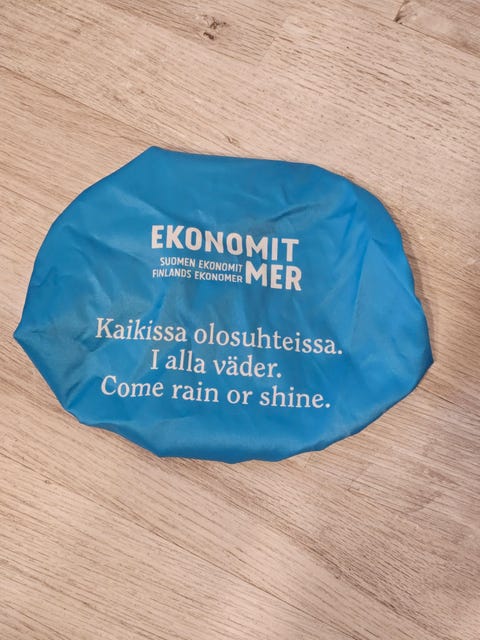 EKONOMIT
SUOMEN EKONOMIT
FINLANDS EKONOMER
MER
Kaikissa olosuhteissa.
I alla väder.
Come rain or shine.